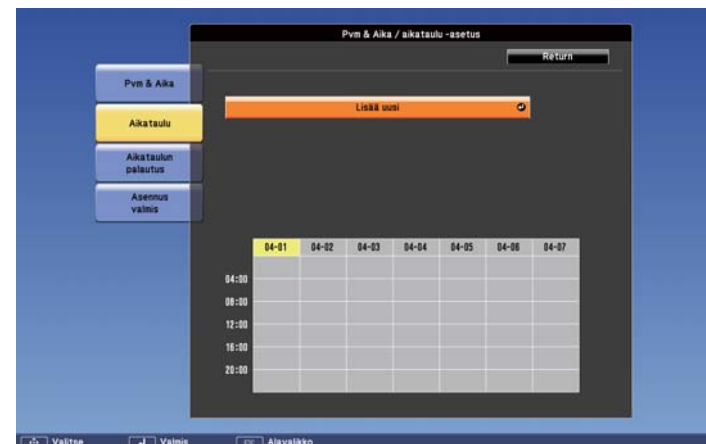 Pvm & Aika / aikataulu -asetus
Return
Pvm & Aika
Lisää uusi
Aikataulu
Aikataulun
palautus
Asennus
valmis
04-01 04-02 04-03 04-04 04-05 04-06 04-07
04:00
08:00
12:00
16:00
20:00
Valitse Valmis Alavalikko